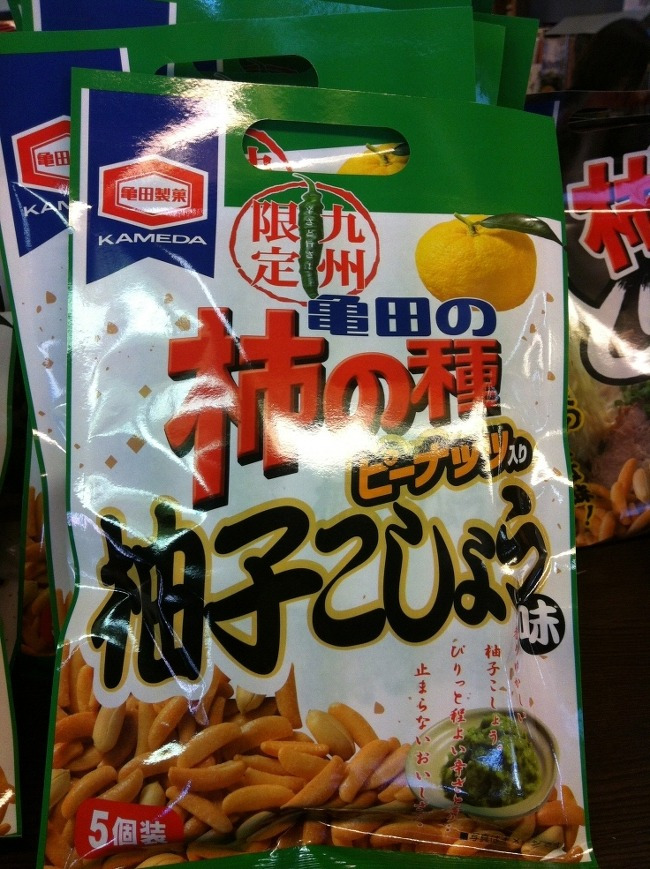 亀田製菓
KAMEDA
九州
限定
亀田の
柿の種
ピーナッツ入り
柚子こしょう味
柚子こしょう。
ぴりっと程よい辛さと
止まらないおいし
5個装